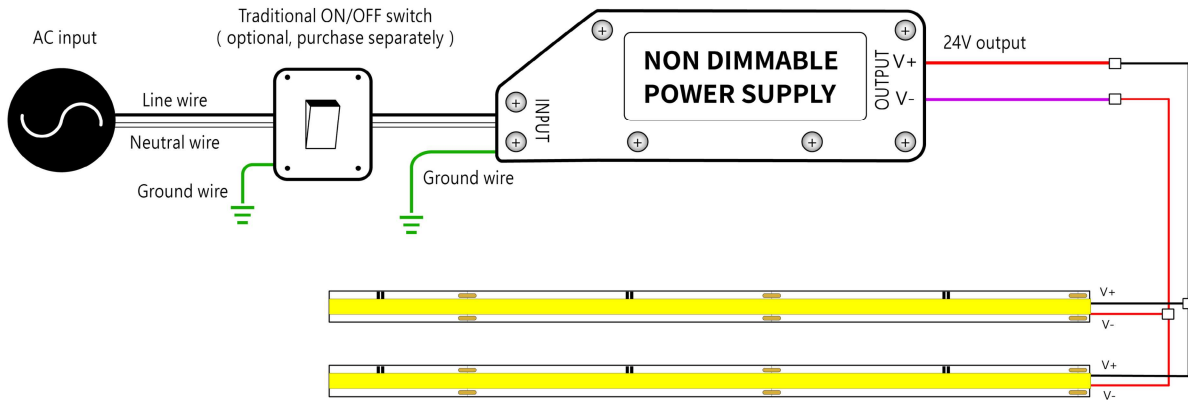 Traditional ON/OFF switch
( optional, purchase separately )
AC input
Line wire
Neutral wire
Ground wire
Ground wire
INPUT
NON DIMMABLE
POWER SUPPLY
OUTPUT
V+
V-
24V output
V+
V-
V+
V-